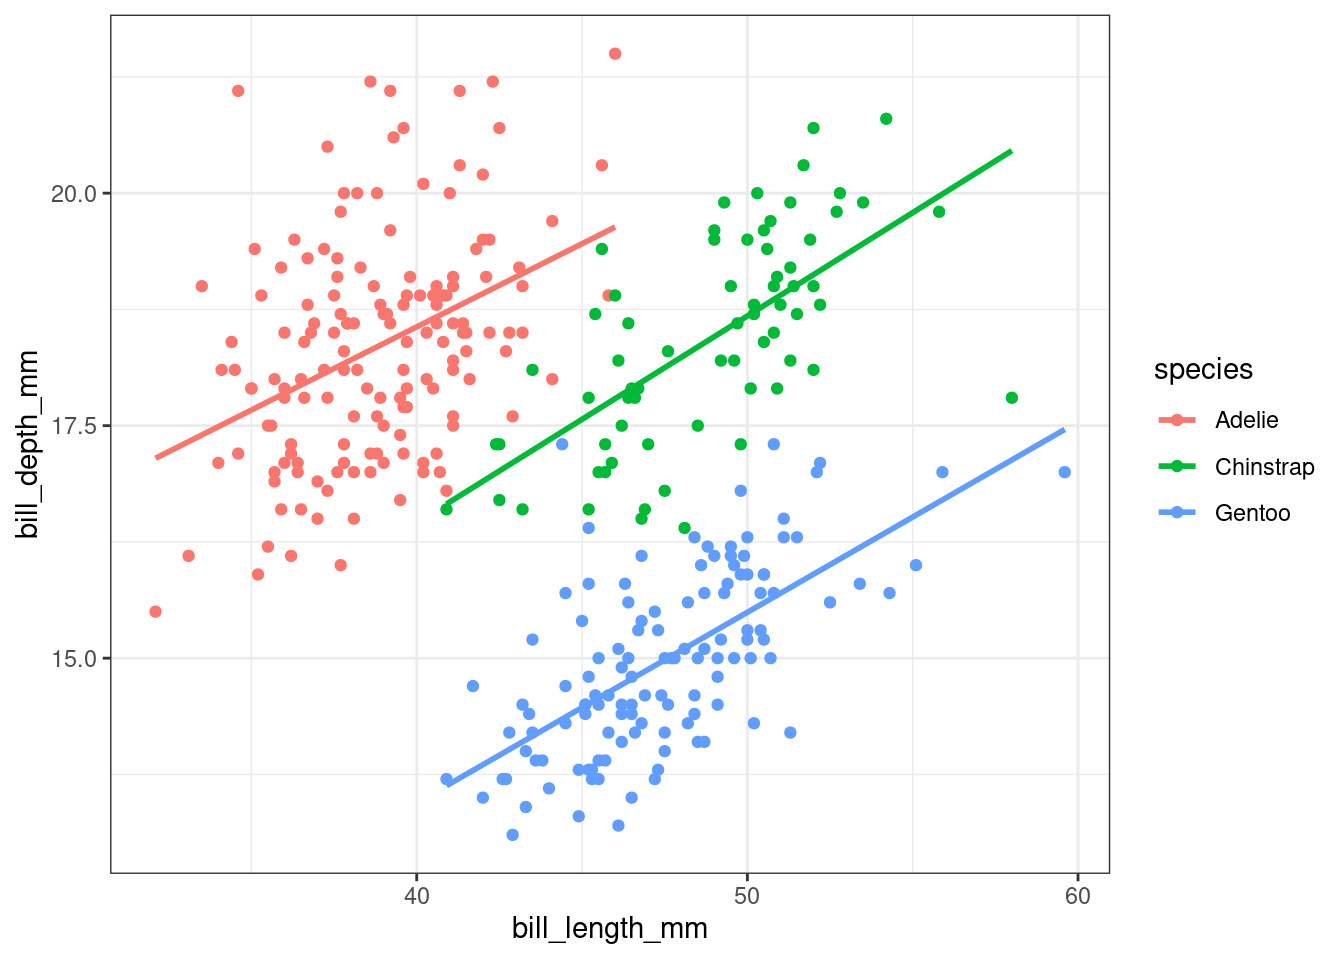 20.0
17.5
15.0
bill_depth_mm
40
50
60
bill_length_mm
species
Adelie
Chinstrap
Gentoo